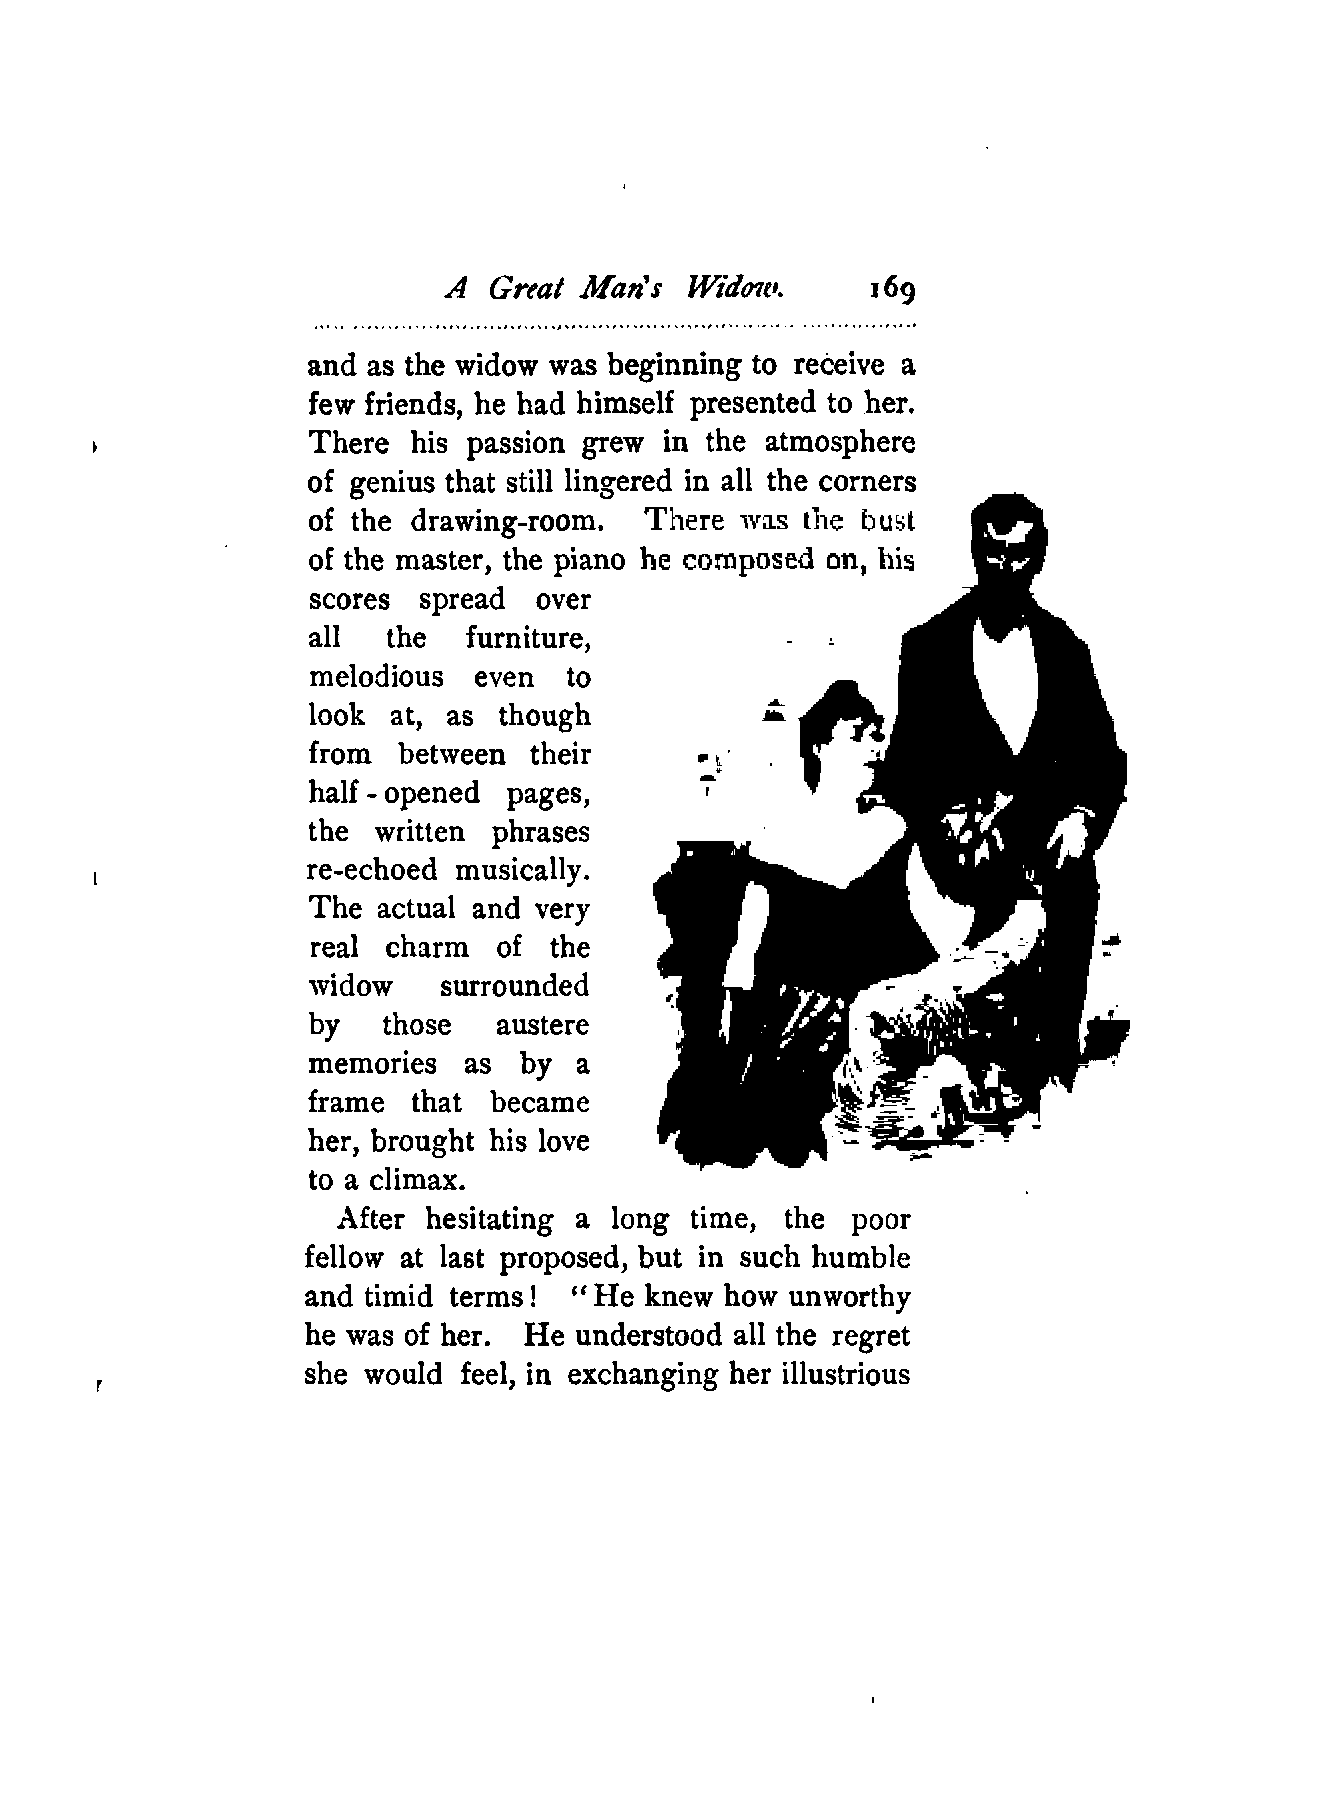 A Great Man's Widow. 169
and as the widow was beginning to receive a
few friends, he had himself presented to her.
There his passion grew in the atmosphere
of genius that still lingered in all the corners
of the drawing-room. There was the bust
of the master, the piano he composed on, his
scores spread over
all the furniture,
melodious even to
look at, as though
from between their
half-opened pages,
the written phrases
re-echoed musically.
The actual and very
real charm of the
widow surrounded
by those austere
memories as by a
frame that became
her, brought his love
to a climax.
After hesitating a long time, the poor
fellow at last proposed, but in such humble
and timid terms! "He knew how unworthy
he was of her. He understood all the regret
she would feel, in exchanging her illustrious